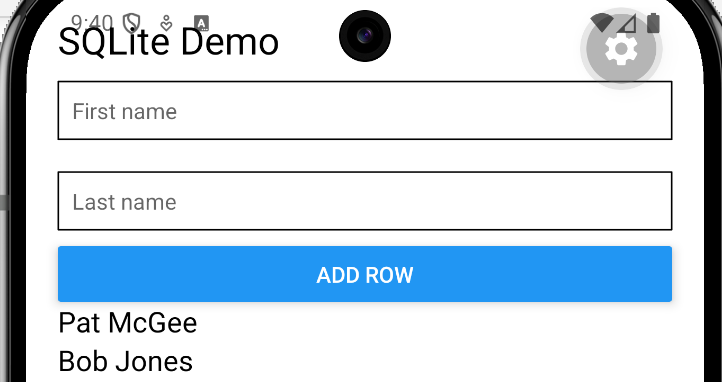 9:40 A
SQLite Demo
First name
Last name
ADD ROW
Pat McGee
Bob Jones